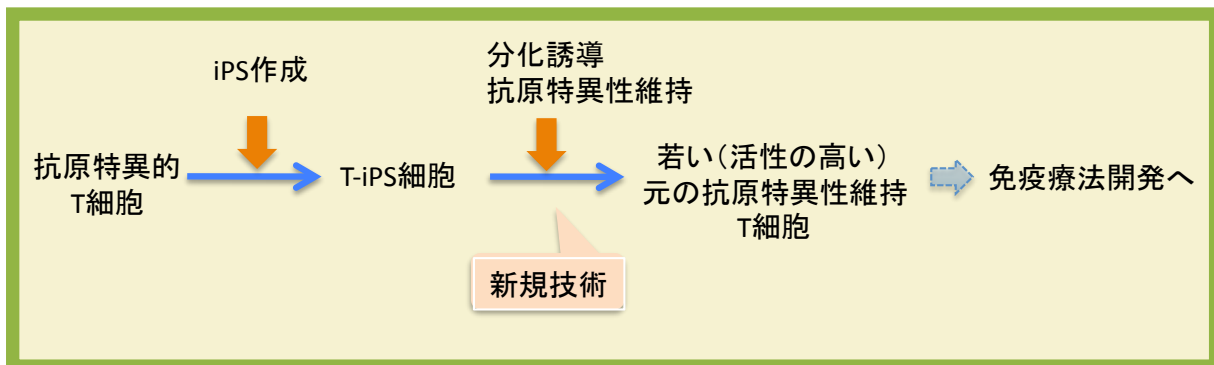 iPS作成
分化誘導
抗原特異性維持
抗原特異的
T細胞
T-iPS細胞
若い(活性の高い)
元の抗原特異性維持
T細胞
免疫療法開発へ
新規技術